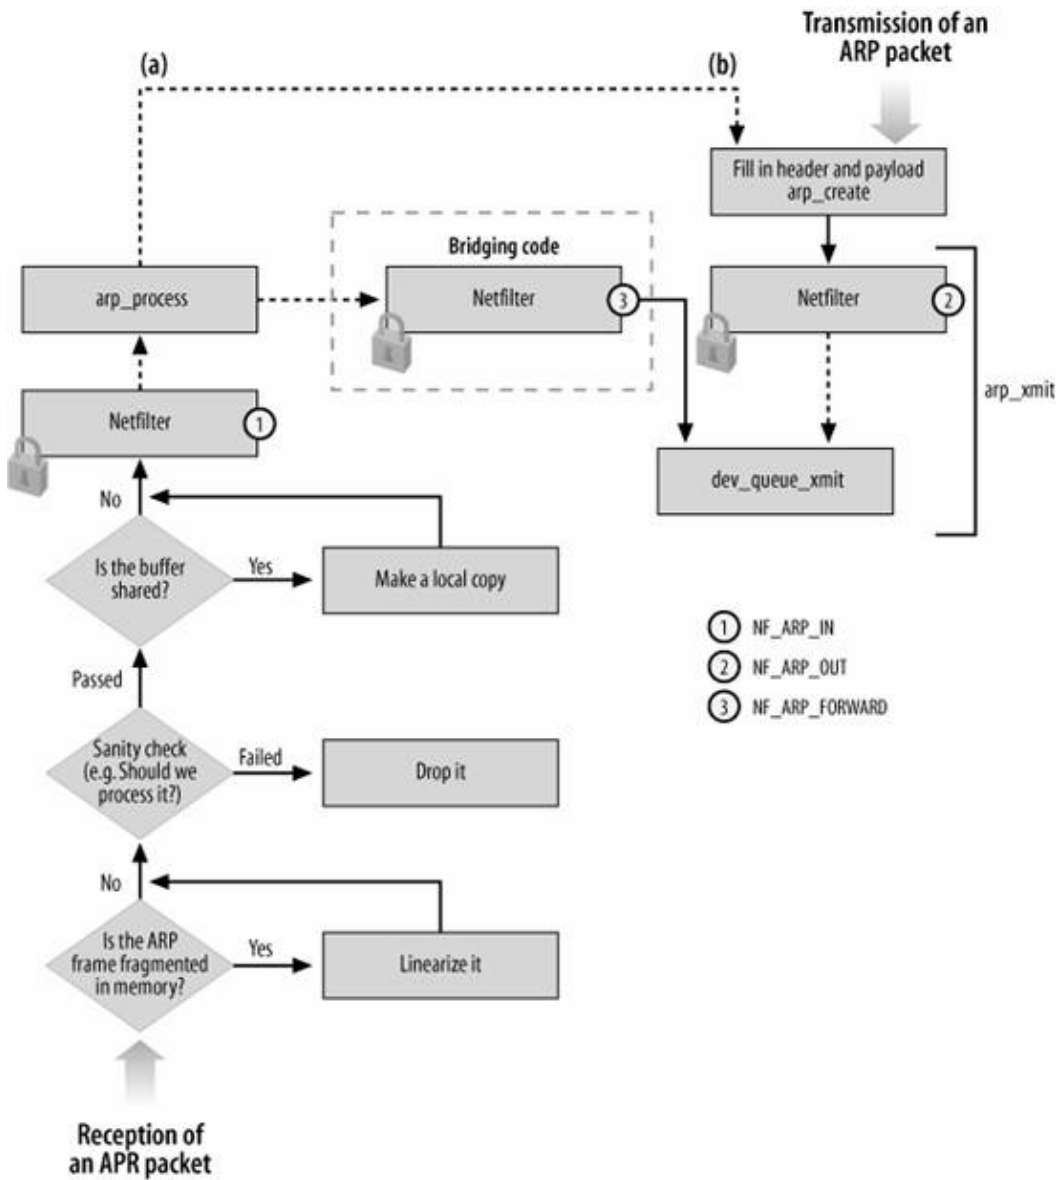 Transmission of an
ARP packet
(a)
(b)
Fill in header and payload
arp_create
Bridging code
arp_process
Netfilter
3
Netfilter
2
arp_xmit
Netfilter
1
dev_queue_xmit
No
Is the buffer
shared?
Yes
Make a local copy
1 NF_ARP_IN
2 NF_ARP_OUT
3 NF_ARP_FORWARD
Passed
Sanity check
(e.g. Should we
process it?)
Failed
Drop it
No
Is the ARP
frame fragmented
in memory?
Yes
Linearize it
Reception of
an APR packet